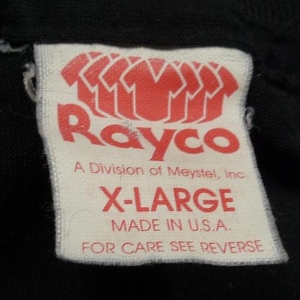 Rayco
A Division of Meystel, Inc.
X-LARGE
MADE IN U.S.A.
FOR CARE SEE REVERSE